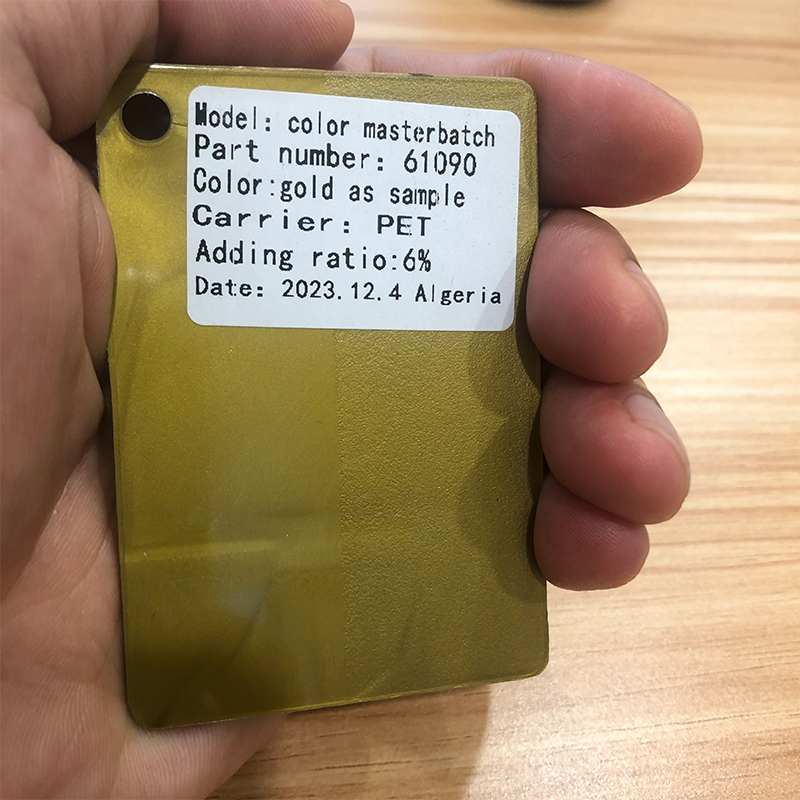 Model: color masterbatch
Part number: 61090
Color:gold as sample
Carrier: PET
Adding ratio:6%
Date: 2023.12.4 Algeria